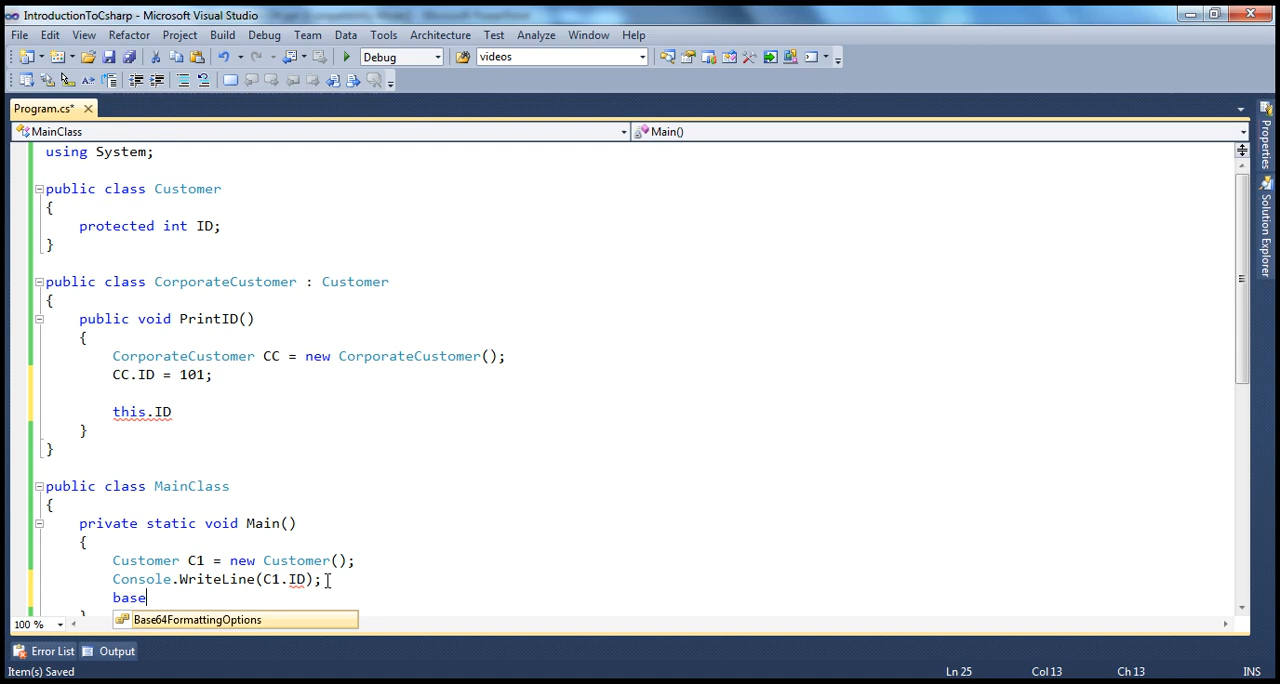 IntroductionToCsharp - Microsoft Visual Studio
File Edit View Refactor Project Build Debug Team Data Tools Architecture Test Analyze Window Help
Debug videos
Program.cs*
MainClass Main()
using System;
public class Customer
{
protected int ID;
}
public class CorporateCustomer : Customer
{
public void PrintID()
{
CorporateCustomer CC = new CorporateCustomer();
CC.ID = 101;
this.ID
}
}
public class MainClass
{
private static void Main()
{
Customer C1 = new Customer();
Console.WriteLine(C1.ID);
base
Base64FormattingOptions
100 %
Error List Output
Item(s) Saved Ln 25 Col 13 Ch 13 INS
Properties
Solution Explorer